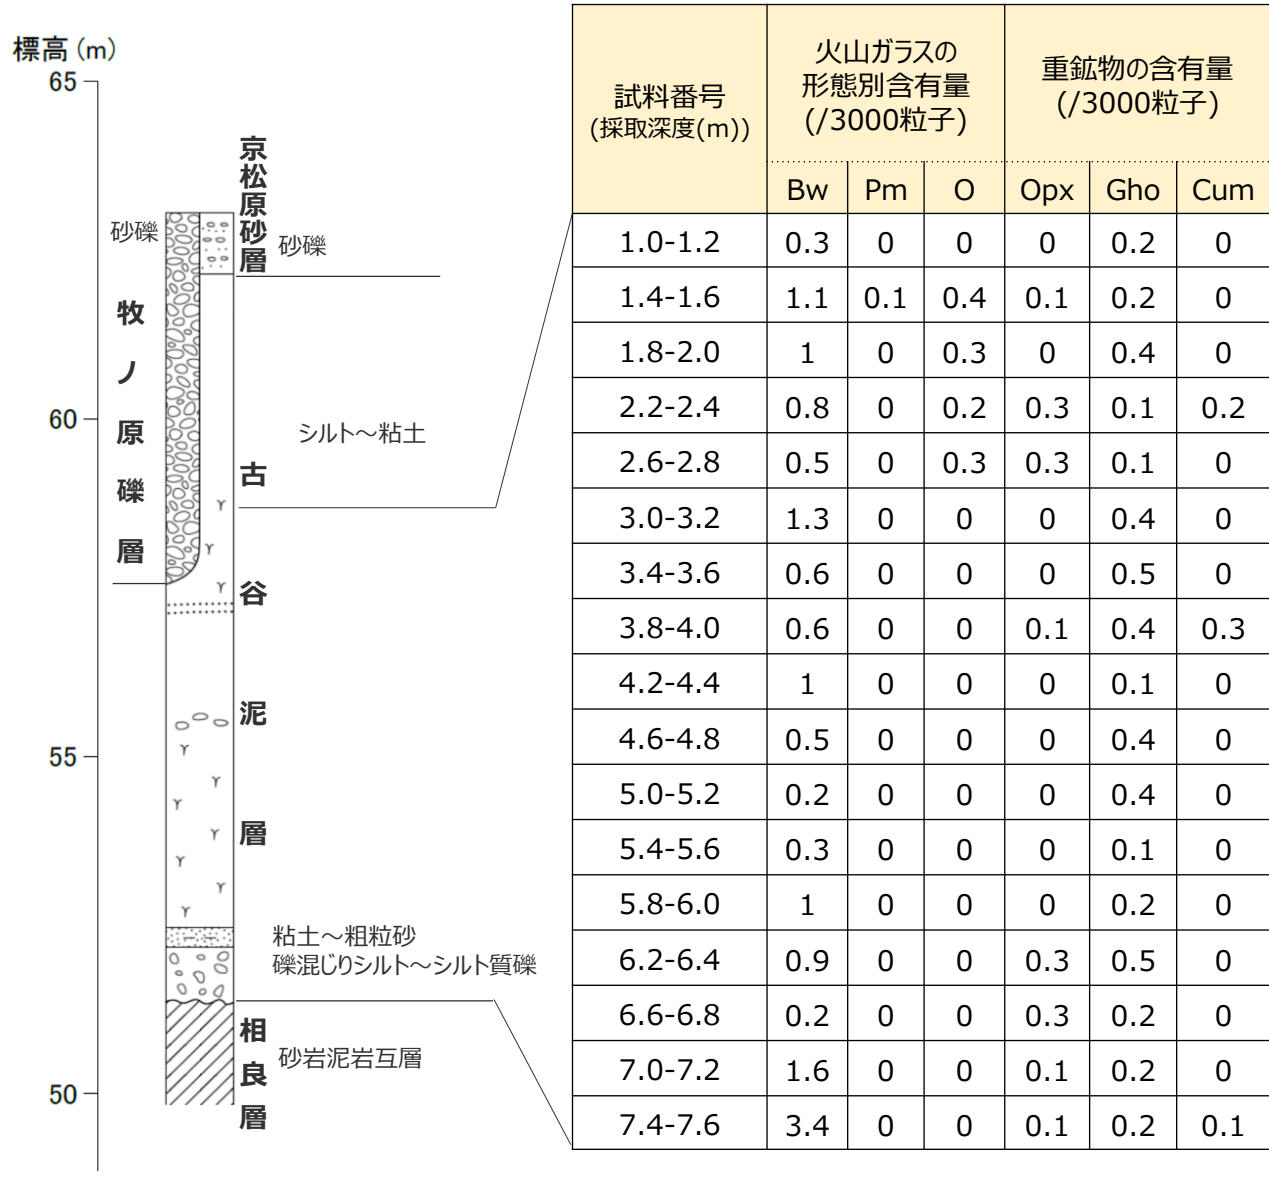 標高(m)
65
60
55
50
砂礫
牧ノ原礫層
京松原砂層
砂礫
シルト～粘土
古谷泥層
粘土～粗粒砂
礫混じりシルト～シルト質礫
相良層
砂岩泥岩互層
試料番号
(採取深度(m))
火山ガラスの
形態別含有量
(/3000粒子)
重鉱物の含有量
(/3000粒子)
Bw Pm O Opx Gho Cum
1.0-1.2 0.3 0 0 0 0.2 0
1.4-1.6 1.1 0.1 0.4 0.1 0.2 0
1.8-2.0 1 0 0.3 0 0.4 0
2.2-2.4 0.8 0 0.2 0.3 0.1 0.2
2.6-2.8 0.5 0 0.3 0.3 0.1 0
3.0-3.2 1.3 0 0 0 0.4 0
3.4-3.6 0.6 0 0 0 0.5 0
3.8-4.0 0.6 0 0 0.1 0.4 0.3
4.2-4.4 1 0 0 0 0.1 0
4.6-4.8 0.5 0 0 0 0.4 0
5.0-5.2 0.2 0 0 0 0.4 0
5.4-5.6 0.3 0 0 0 0.1 0
5.8-6.0 1 0 0 0 0.2 0
6.2-6.4 0.9 0 0 0.3 0.5 0
6.6-6.8 0.2 0 0 0.3 0.2 0
7.0-7.2 1.6 0 0 0.1 0.2 0
7.4-7.6 3.4 0 0 0.1 0.2 0.1